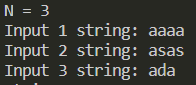 N = 3
Input 1 string: aaaa
Input 2 string: asas
Input 3 string: ada